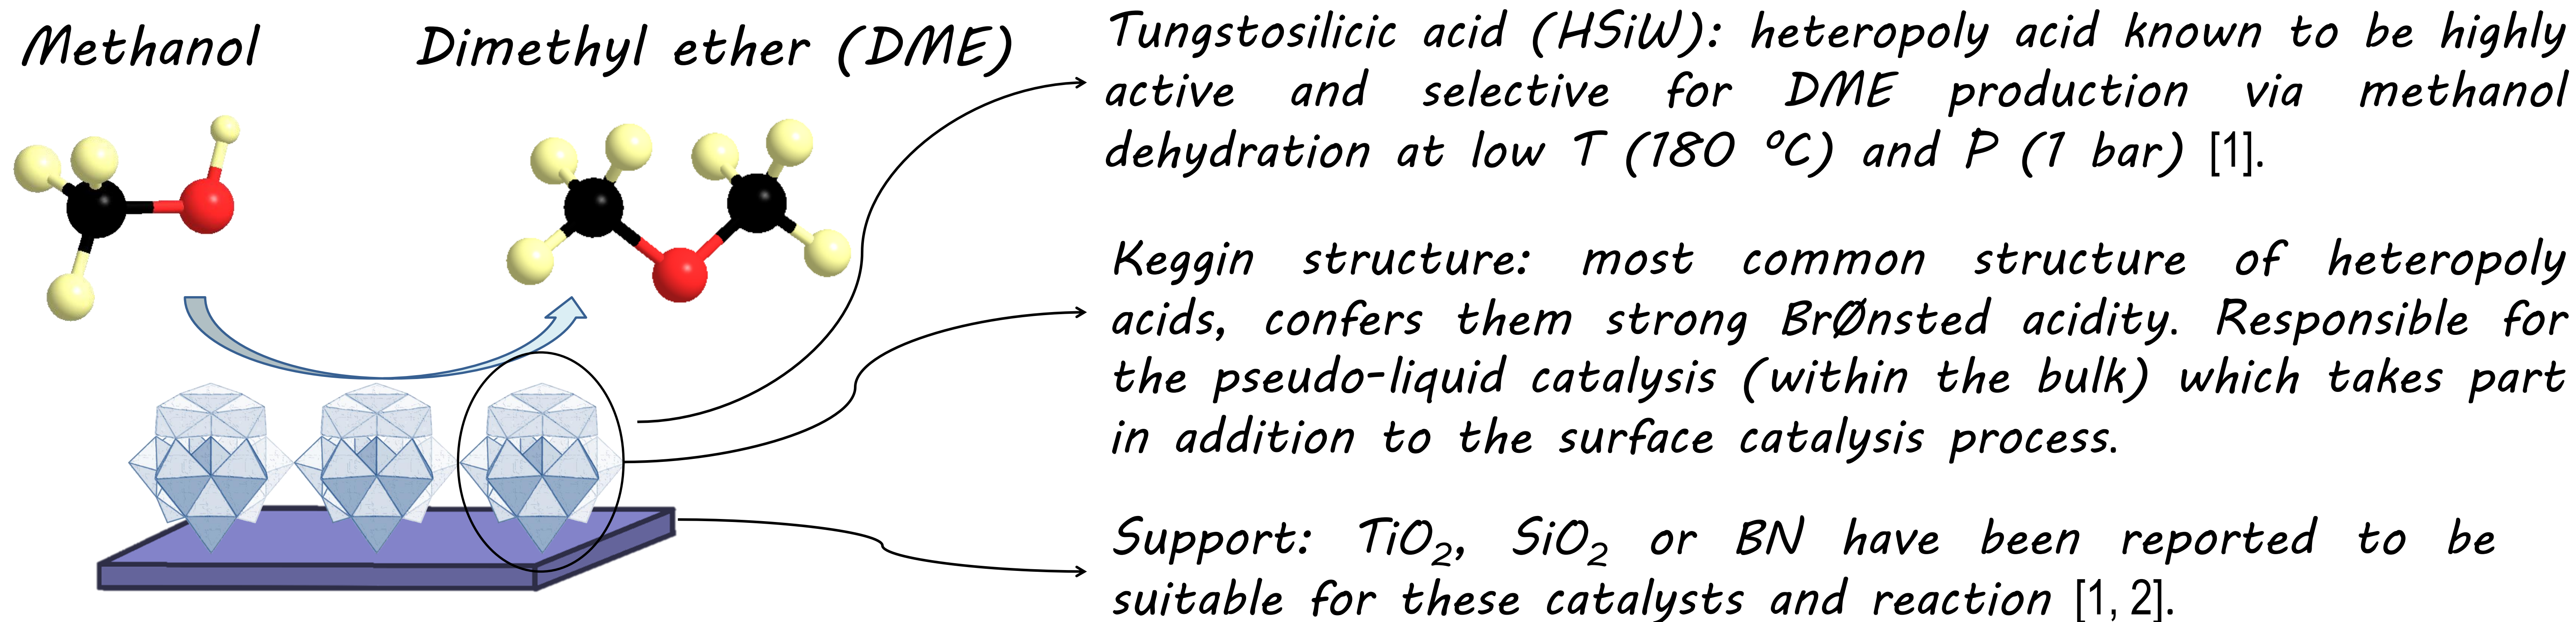 Methanol
Dimethyl ether (DME)
Tungstosilicic acid (HSiW): heteropoly acid known to be highly
active and selective for DME production via methanol
dehydration at low T (180 ºC) and P (1 bar) [1].
Keggin structure: most common structure of heteropoly
acids, confers them strong BrØnsted acidity. Responsible for
the pseudo-liquid catalysis (within the bulk) which takes part
in addition to the surface catalysis process.
Support: TiO₂, SiO₂ or BN have been reported to be
suitable for these catalysts and reaction [1, 2].